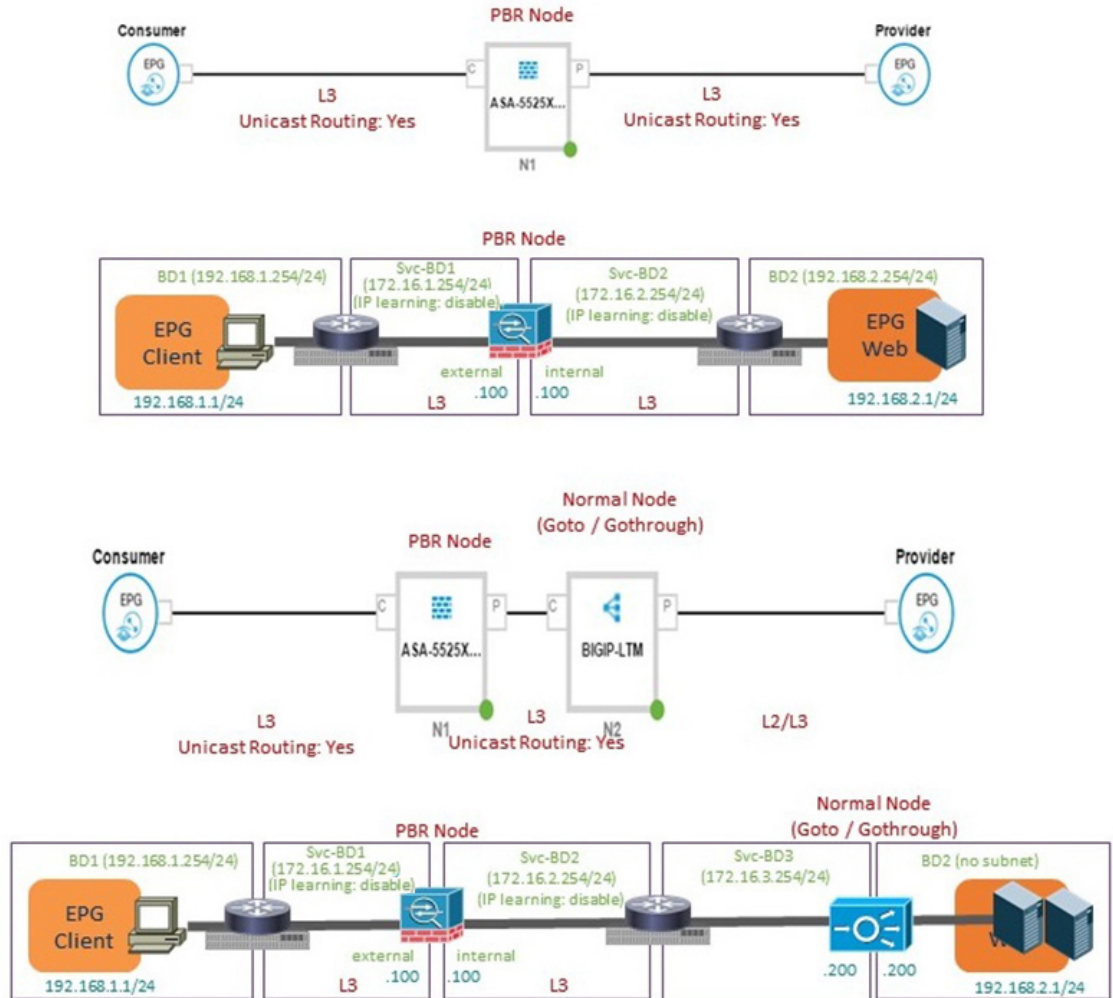 PBR Node
Consumer
Provider
EPG
C
P
EPG
ASA-5525X...
L3
Unicast Routing: Yes
L3
Unicast Routing: Yes
N1
PBR Node
BD1 (192.168.1.254/24)
Svc-BD1
(172.16.1.254/24)
(IP learning: disable)
Svc-BD2
(172.16.2.254/24)
(IP learning: disable)
BD2 (192.168.2.254/24)
EPG
Client
EPG
Web
external
.100
internal
.100
192.168.1.1/24
L3
L3
192.168.2.1/24
Normal Node
(Goto / Gothrough)
PBR Node
Consumer
Provider
EPG
C
P
C
P
EPG
ASA-5525X...
BIGIP-LTM
N1
N2
L3
Unicast Routing: Yes
L3
Unicast Routing: Yes
L2/L3
Normal Node
(Goto / Gothrough)
PBR Node
BD1 (192.168.1.254/24)
Svc-BD1
(172.16.1.254/24)
(IP learning: disable)
Svc-BD2
(172.16.2.254/24)
(IP learning: disable)
Svc-BD3
(172.16.3.254/24)
BD2 (no subnet)
EPG
Client
external
.100
internal
.100
.200
.200
192.168.1.1/24
L3
L3
192.168.2.1/24